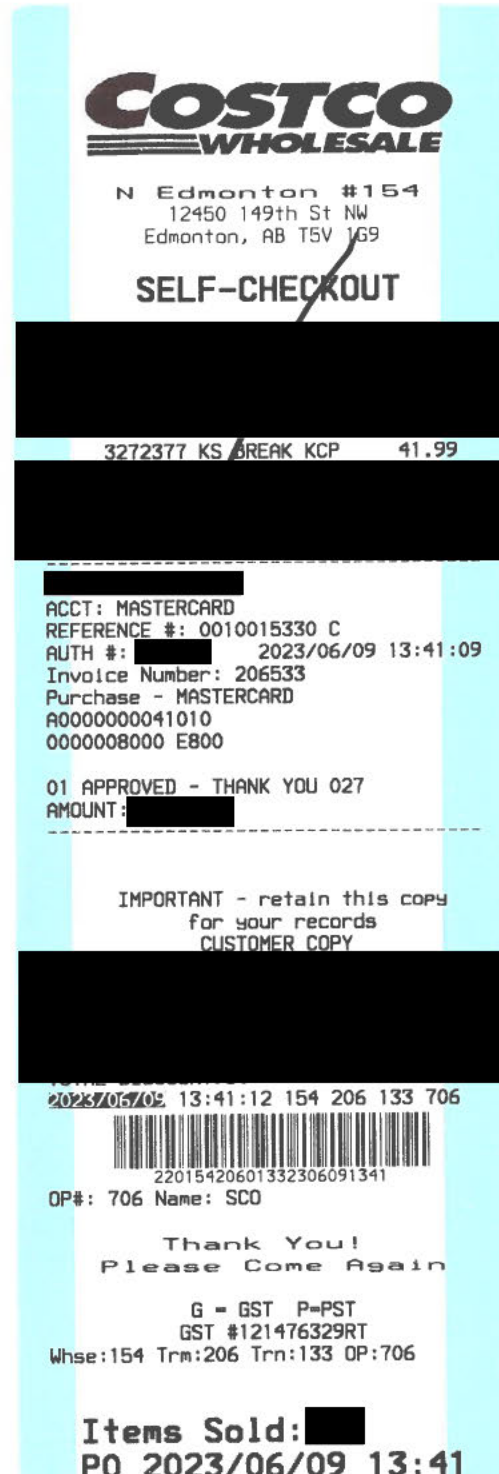 COSTCO
WHOLESALE
N Edmonton #154
12450 149th St NW
Edmonton, AB T5V 1G9
SELF-CHECKOUT
3272377 KS BREAK KCP 41.99
ACCT: MASTERCARD
REFERENCE #: 0010015330 C
AUTH #: 2023/06/09 13:41:09
Invoice Number: 206533
Purchase - MASTERCARD
A0000000041010
0000008000 E800
01 APPROVED - THANK YOU 027
AMOUNT:
IMPORTANT - retain this copy
for your records
CUSTOMER COPY
2023/06/09 13:41:12 154 206 133 706
22015420601332306091341
OP#: 706 Name: SCO
Thank You!
Please Come Again
G = GST P=PST
GST #121476329RT
Whse:154 Trm:206 Trn:133 OP:706
Items Sold:
PO 2023/06/09 13:41